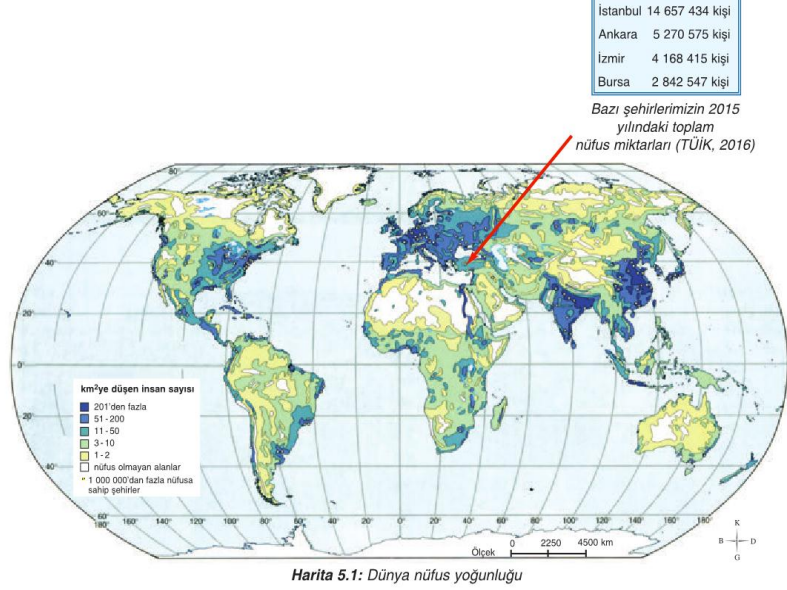 İstanbul 14 657 434 kişi
Ankara 5 270 575 kişi
İzmir 4 168 415 kişi
Bursa 2 842 547 kişi
Bazı şehirlerimizin 2015
yılındaki toplam
nüfus miktarları (TÜİK, 2016)
80°
60°
40°
20°
0°
20°
40°
km²ye düşen insan sayısı
201'den fazla
51-200
11-50
3-10
1-2
nüfus olmayan alanlar
1 000 000'dan fazla nüfusa
sahip şehirler
60°
180° 160° 140° 120° 100° 80° 60° 40° 20° 0° 20° 40° 60° 80° 100° 120° 140° 160° 180°
K
B D
G
Ölçek 0 2250 4500 km
Harita 5.1: Dünya nüfus yoğunluğu